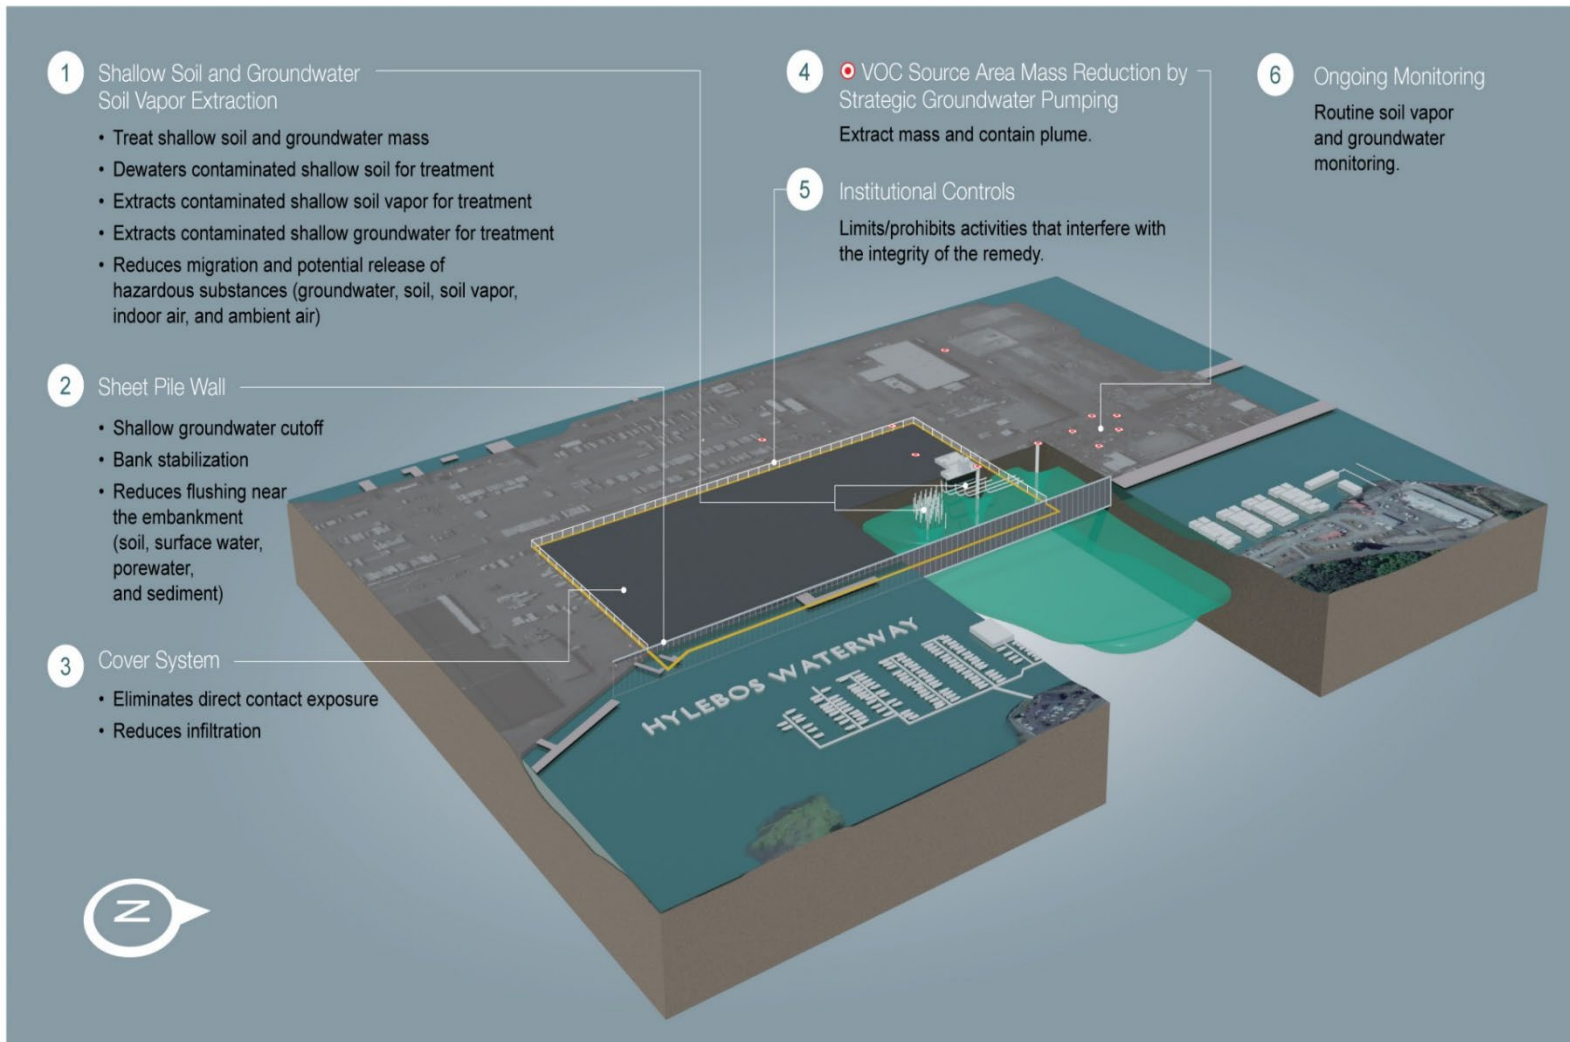 1
Shallow Soil and Groundwater
Soil Vapor Extraction
• Treat shallow soil and groundwater mass
• Dewaters contaminated shallow soil for treatment
• Extracts contaminated shallow soil vapor for treatment
• Extracts contaminated shallow groundwater for treatment
• Reduces migration and potential release of
hazardous substances (groundwater, soil, soil vapor,
indoor air, and ambient air)
2
Sheet Pile Wall
• Shallow groundwater cutoff
• Bank stabilization
• Reduces flushing near
the embankment
(soil, surface water,
porewater,
and sediment)
3
Cover System
• Eliminates direct contact exposure
• Reduces infiltration
4
VOC Source Area Mass Reduction by
Strategic Groundwater Pumping
Extract mass and contain plume.
5
Institutional Controls
Limits/prohibits activities that interfere with
the integrity of the remedy.
6
Ongoing Monitoring
Routine soil vapor
and groundwater
monitoring.
HYLEBOS WATERWAY
N